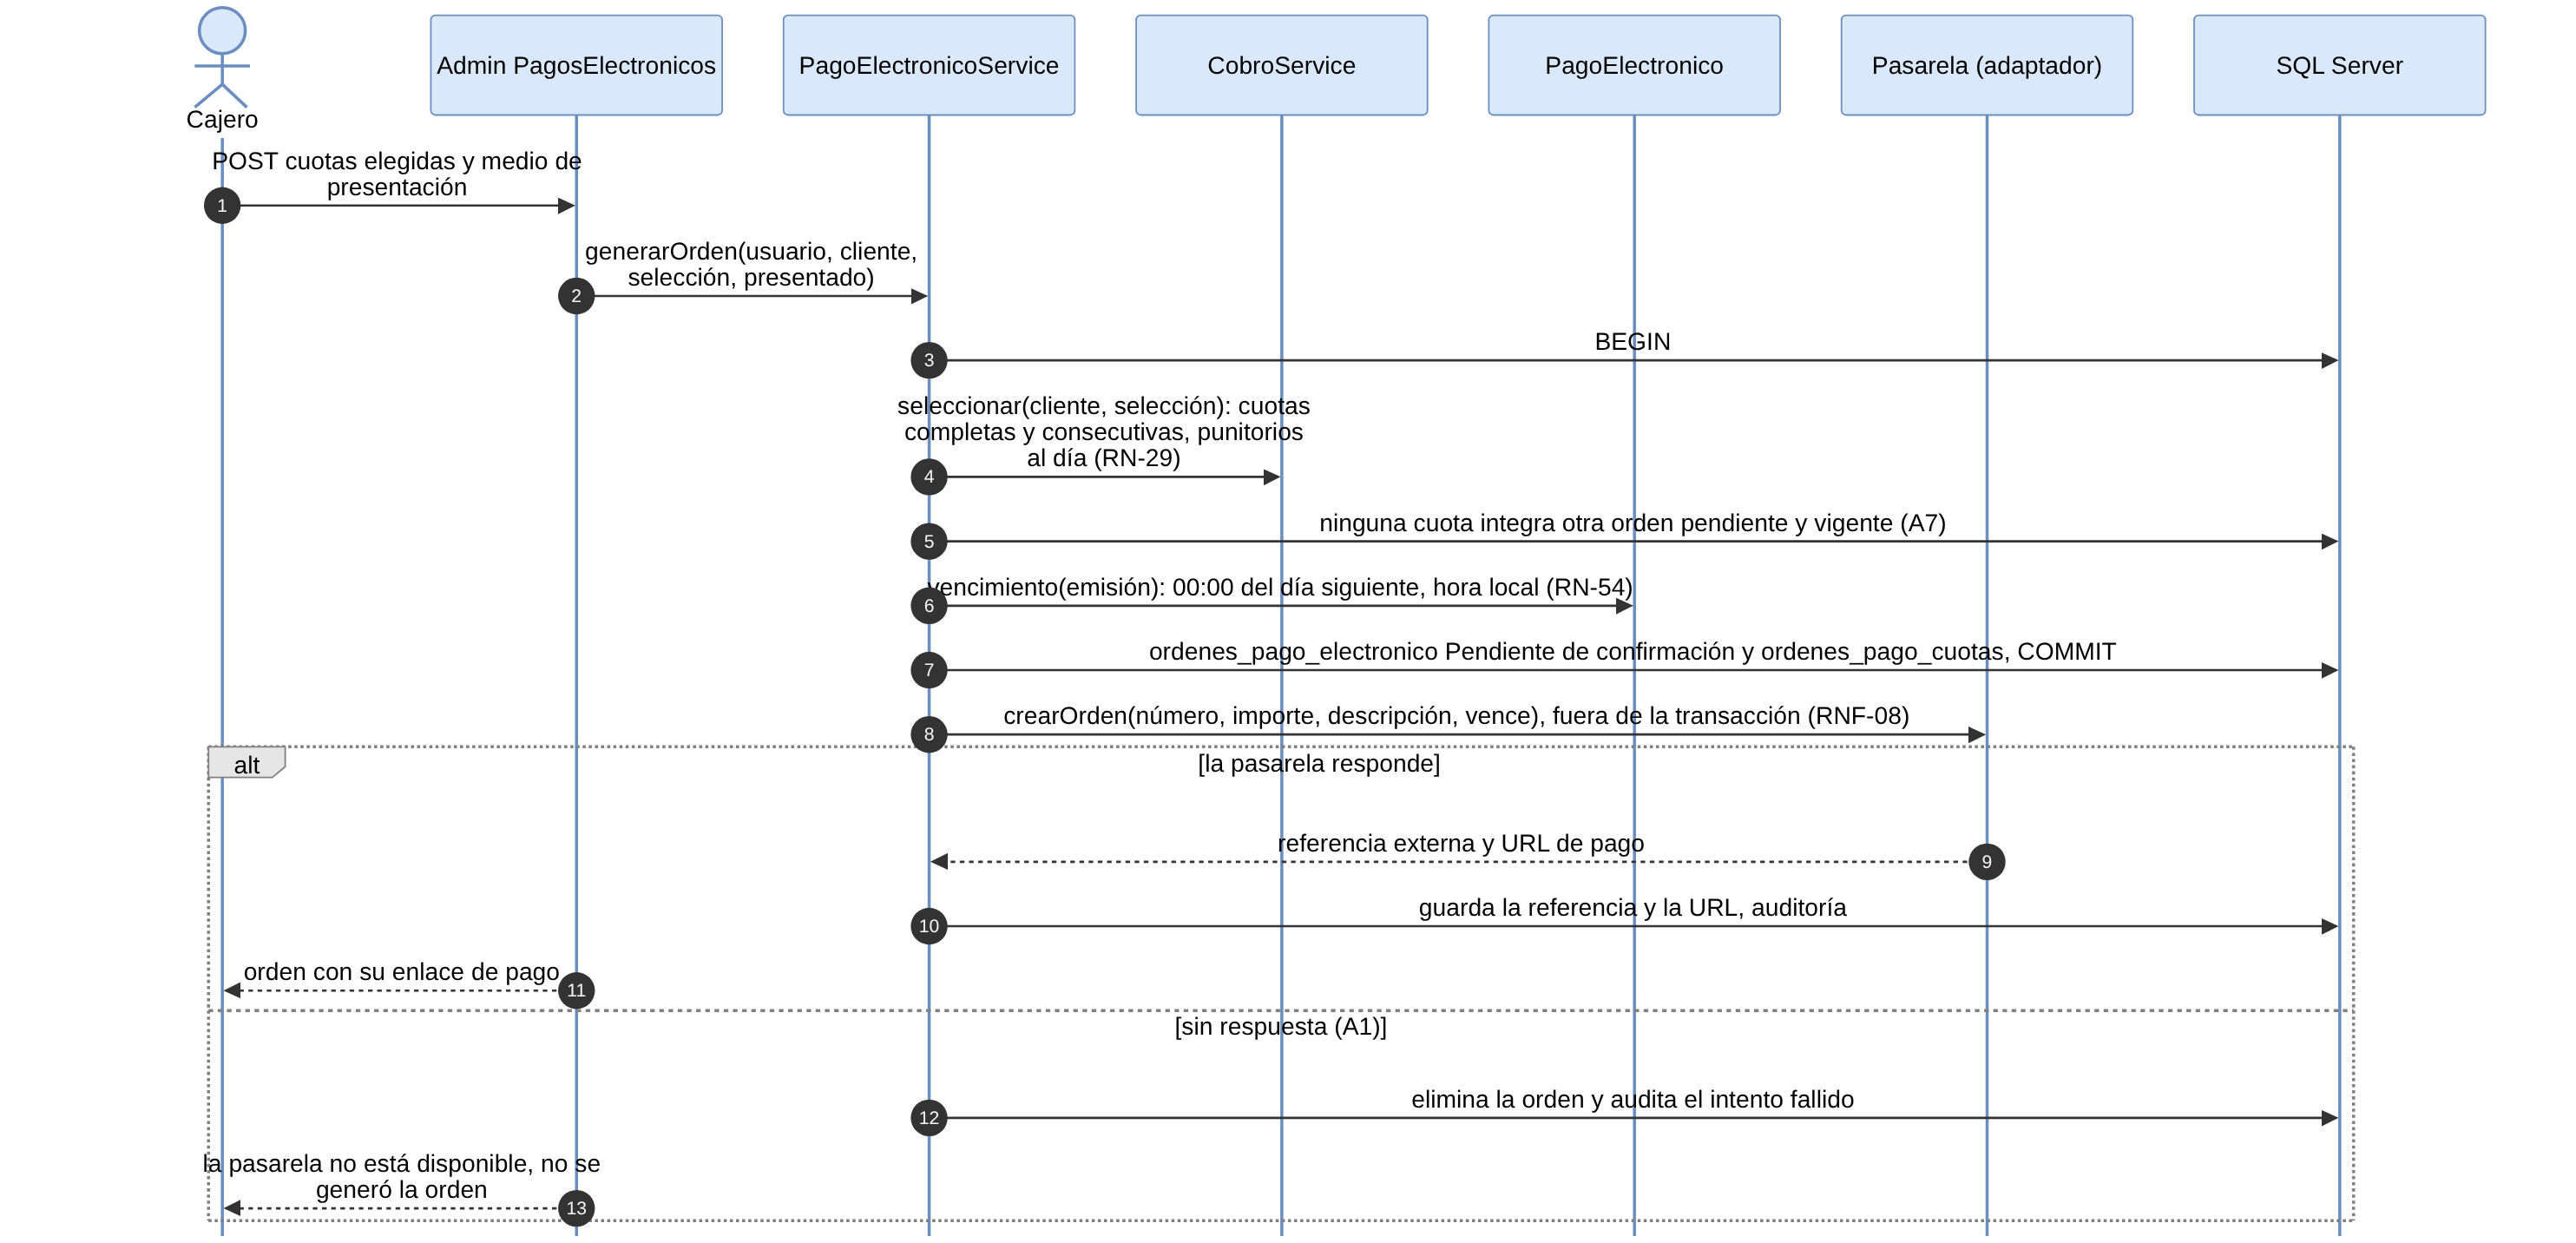 Cajero
Admin PagosElectronicos
PagoElectronicoService
CobroService
PagoElectronico
Pasarela (adaptador)
SQL Server
POST cuotas elegidas y medio de
presentación
1
generarOrden(usuario, cliente,
selección, presentado)
2
BEGIN
3
seleccionar(cliente, selección): cuotas
completas y consecutivas, punitorios
al día (RN-29)
4
ninguna cuota integra otra orden pendiente y vigente (A7)
5
vencimiento(emisión): 00:00 del día siguiente, hora local (RN-54)
6
ordenes_pago_electronico Pendiente de confirmación y ordenes_pago_cuotas, COMMIT
7
crearOrden(número, importe, descripción, vence), fuera de la transacción (RNF-08)
8
alt
[la pasarela responde]
referencia externa y URL de pago
9
guarda la referencia y la URL, auditoría
10
orden con su enlace de pago
11
[sin respuesta (A1)]
elimina la orden y audita el intento fallido
12
la pasarela no está disponible, no se
generó la orden
13